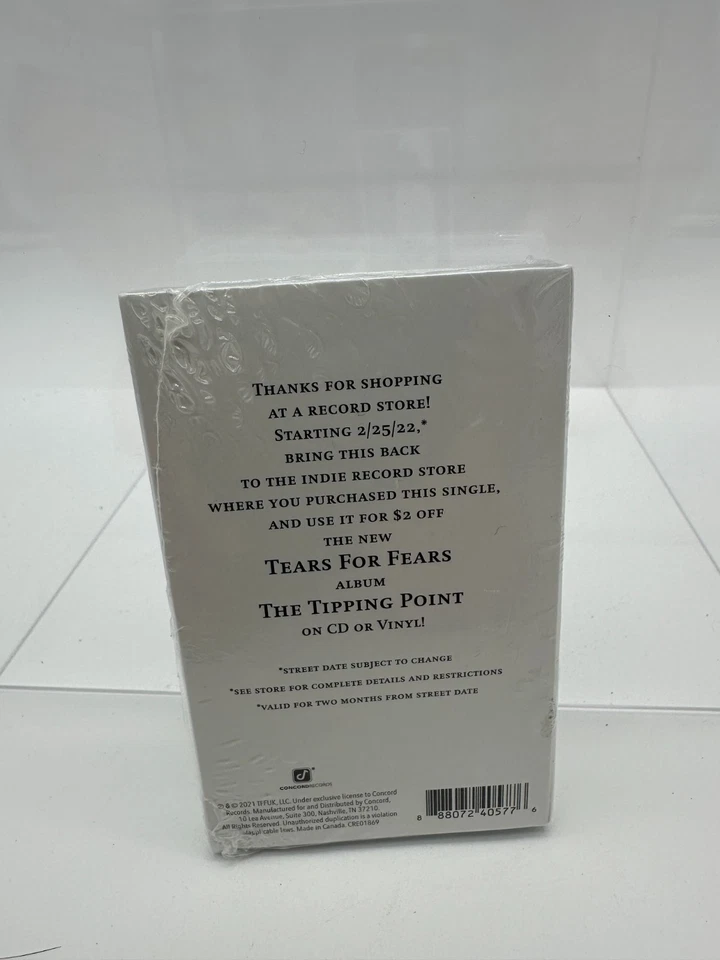 THANKS FOR SHOPPING
AT A RECORD STORE!
STARTING 2/25/22,*
BRING THIS BACK
TO THE INDIE RECORD STORE
WHERE YOU PURCHASED THIS SINGLE,
AND USE IT FOR $2 OFF
THE NEW
TEARS FOR FEARS
ALBUM
THE TIPPING POINT
ON CD OR VINYL!
*STREET DATE SUBJECT TO CHANGE
*SEE STORE FOR COMPLETE DETAILS AND RESTRICTIONS
*VALID FOR TWO MONTHS FROM STREET DATE
CONCORDRECORDS
℗ & © 2021 TFFUK, LLC. Under exclusive license to Concord
Records. Manufactured for and Distributed by Concord,
10 Lea Avenue, Suite 300, Nashville, TN 37210.
All Rights Reserved. Unauthorized duplication is a violation
applicable laws. Made in Canada. CRE01869
8 88072 40577 6